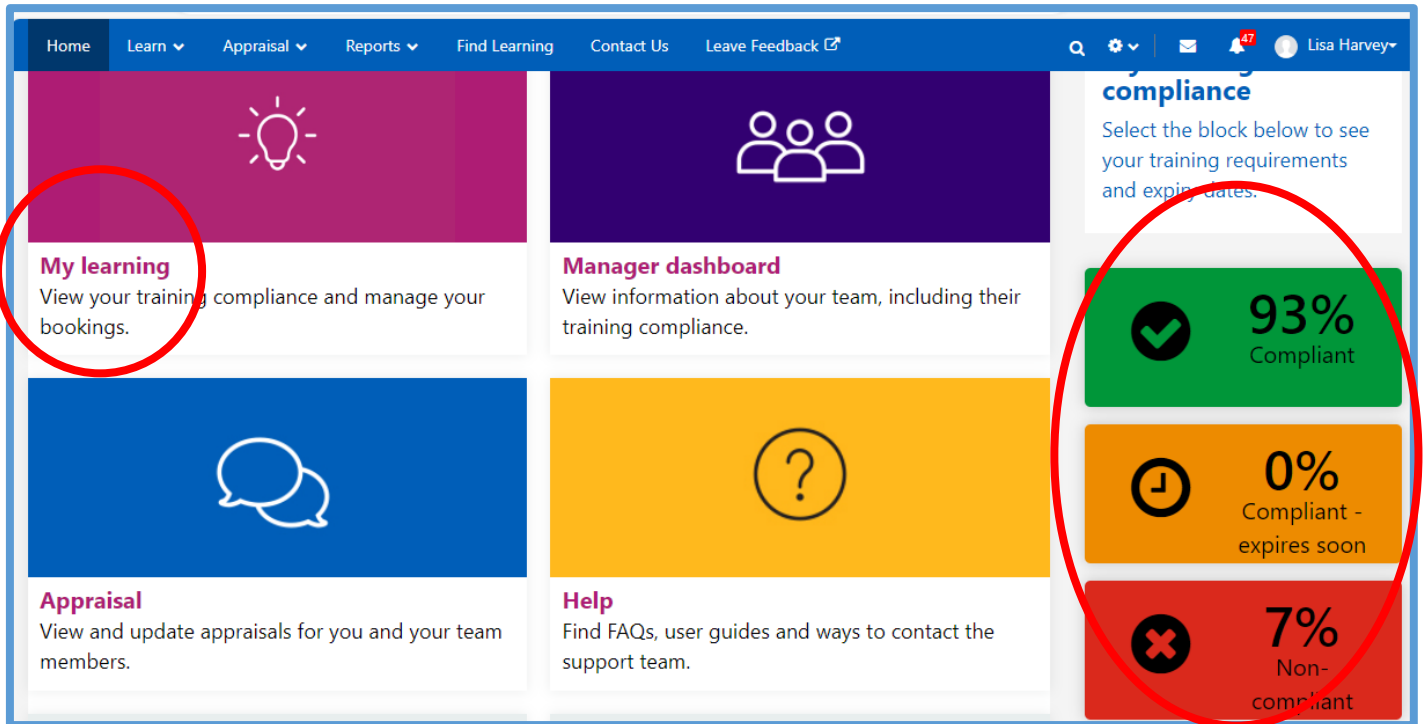 Home Learn Appraisal Reports Find Learning Contact Us Leave Feedback 47 Lisa Harvey
My learning
View your training compliance and manage your
bookings.
Manager dashboard
View information about your team, including their
training compliance.
Appraisal
View and update appraisals for you and your team
members.
Help
Find FAQs, user guides and ways to contact the
support team.
compliance
Select the block below to see
your training requirements
and expiry dates.
93%
Compliant
0%
Compliant -
expires soon
7%
Non-
compliant